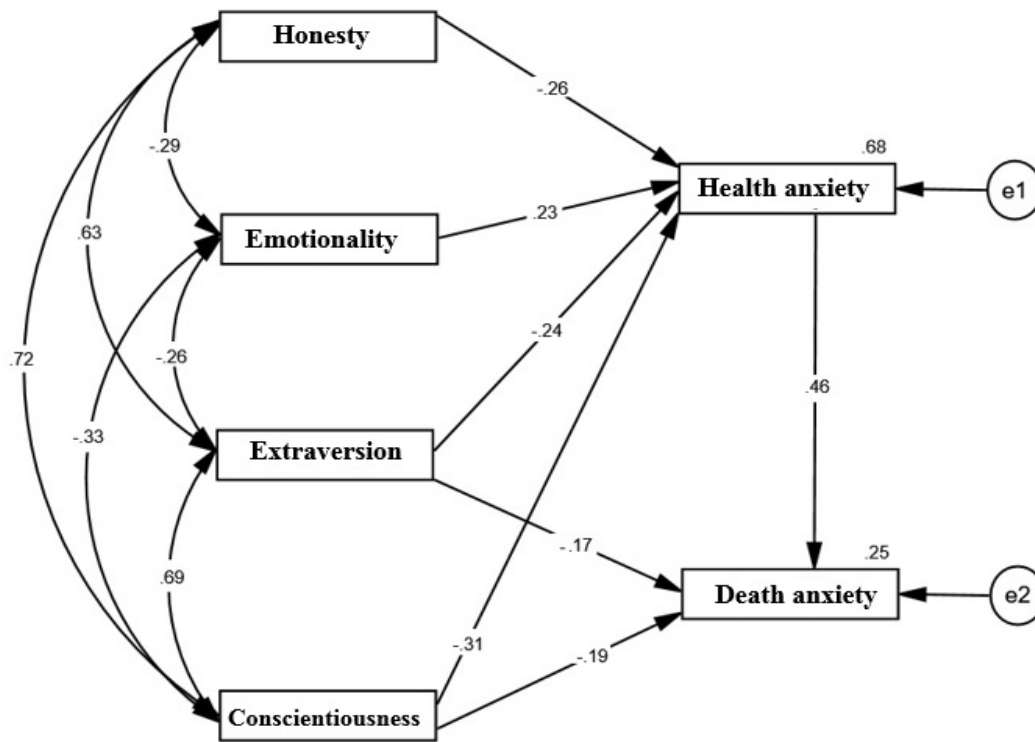 Honesty
-.26
-.29
.68
Health anxiety
e1
.23
Emotionality
.63
-.24
-.26
.72
.46
-.33
Extraversion
-.17
.25
.69
Death anxiety
e2
-.31
-.19
Conscientiousness